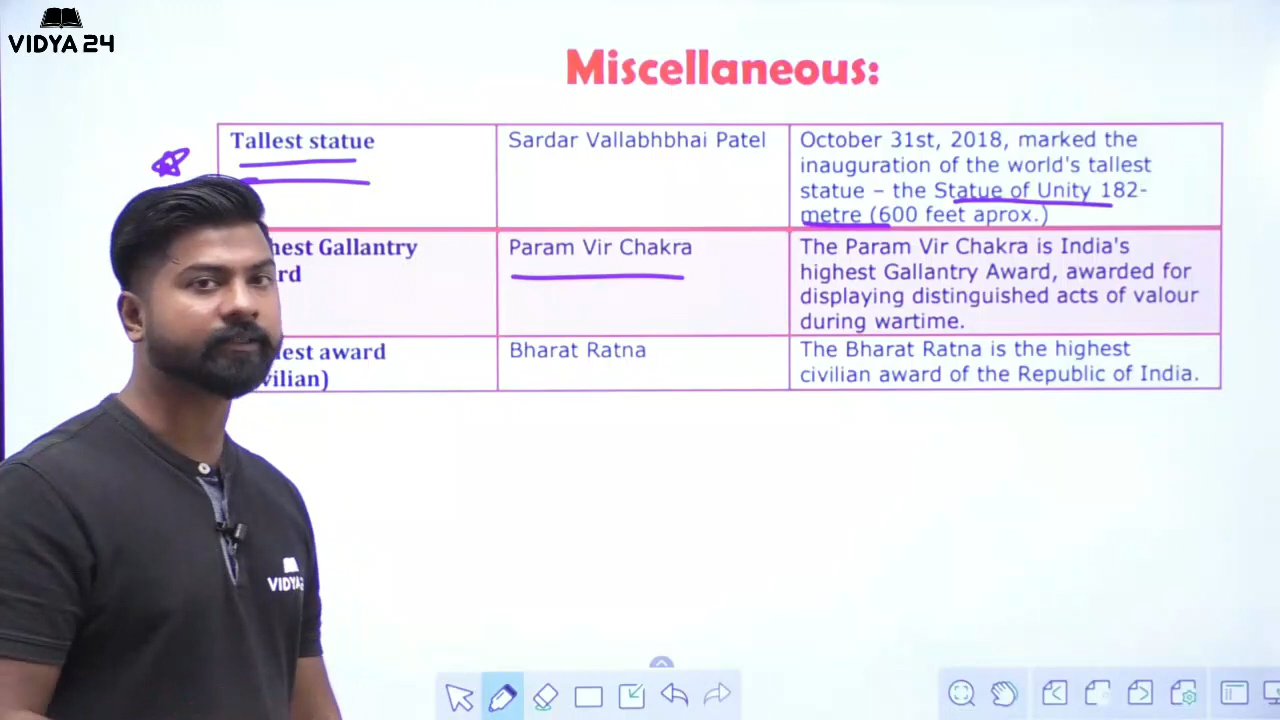 VIDYA 24
Miscellaneous:
Tallest statue
Sardar Vallabhbhai Patel
October 31st, 2018, marked the
inauguration of the world's tallest
statue – the Statue of Unity 182-
metre (600 feet aprox.)
hest Gallantry
rd
Param Vir Chakra
The Param Vir Chakra is India's
highest Gallantry Award, awarded for
displaying distinguished acts of valour
during wartime.
est award
vilian)
Bharat Ratna
The Bharat Ratna is the highest
civilian award of the Republic of India.
VIDYA 2